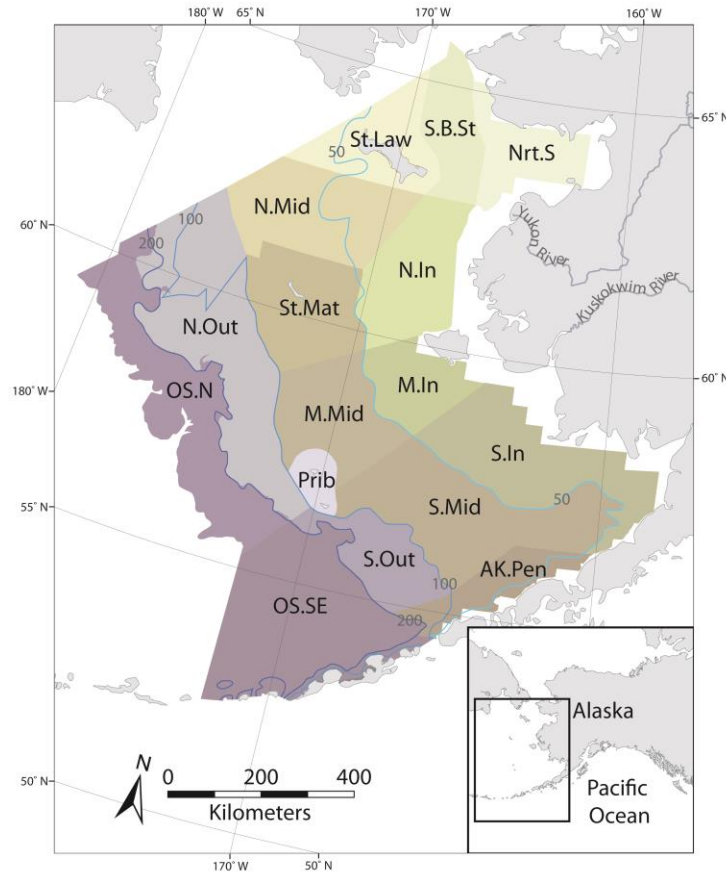 180° W
65° N
170° W
160° W
65° N
St.Law
S.B.St
Nrt.S
50
N.Mid
60° N
100
200
Yukon
River
N.In
St.Mat
Kuskokwim River
N.Out
60° N
180° W
OS.N
M.In
M.Mid
S.In
Prib
55° N
S.Mid
50
S.Out
100
AK.Pen
OS.SE
200
Alaska
Pacific
Ocean
N
0
200
400
Kilometers
50° N
55° N
170° W
50° N
160° W